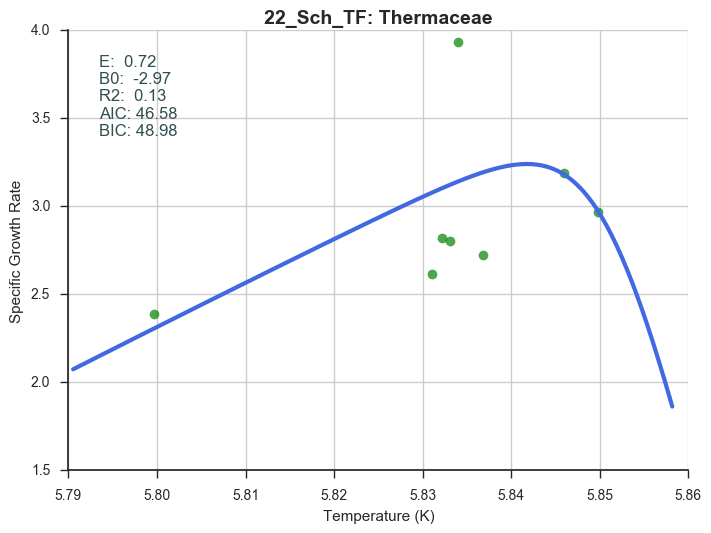 22_Sch_TF: Thermaceae
E:  0.72
B0:  -2.97
R2:  0.13
AIC: 46.58
BIC: 48.98
4.0
3.5
3.0
2.5
2.0
1.5
Specific Growth Rate
5.79 5.80 5.81 5.82 5.83 5.84 5.85 5.86
Temperature (K)